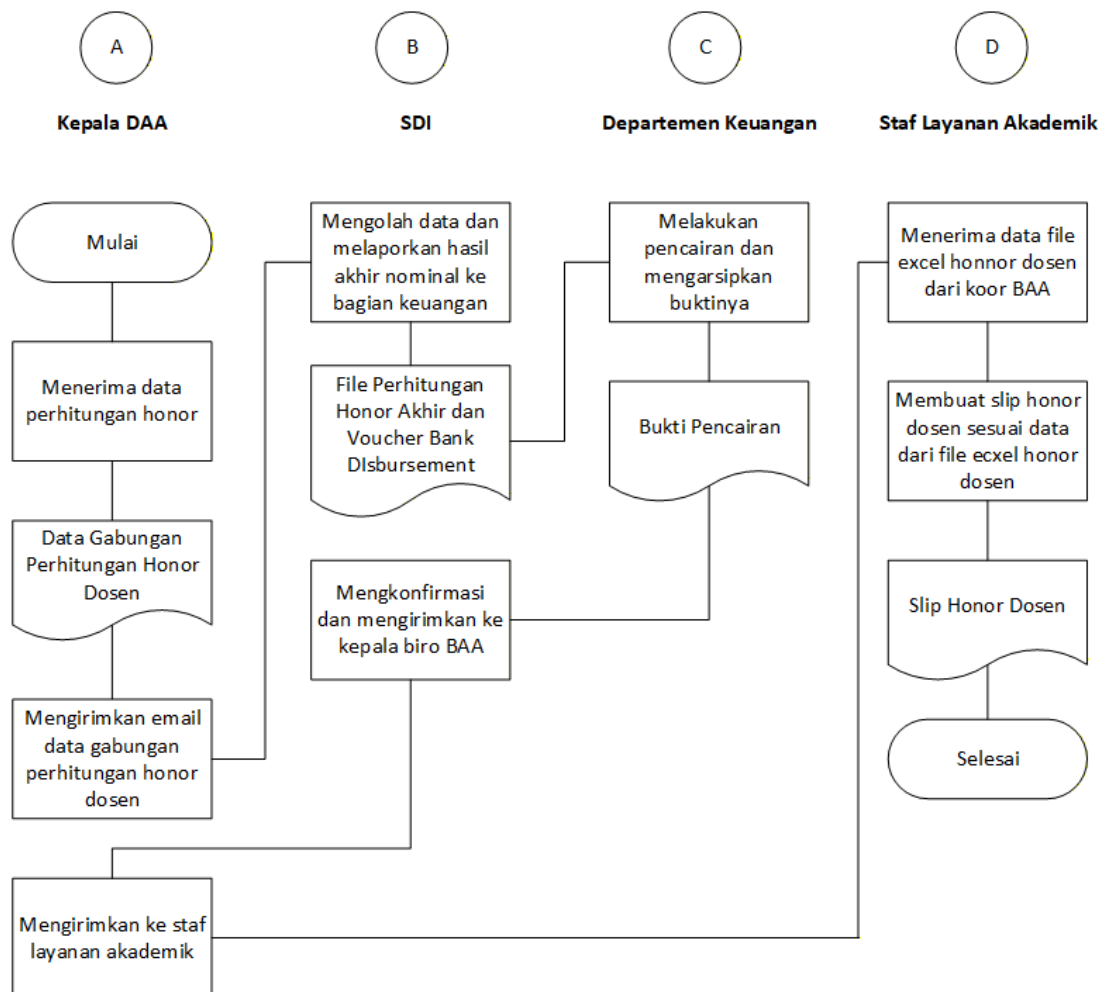 A
B
C
D
Kepala DAA
SDI
Departemen Keuangan
Staf Layanan Akademik
Mulai
Menerima data
perhitungan honor
Data Gabungan
Perhitungan Honor
Dosen
Mengirimkan email
data gabungan
perhitungan honor
dosen
Mengirimkan ke staf
layanan akademik
Mengolah data dan
melaporkan hasil
akhir nominal ke
bagian keuangan
File Perhitungan
Honor Akhir dan
Voucher Bank
DIsbursement
Mengkonfirmasi
dan mengirimkan ke
kepala biro BAA
Melakukan
pencairan dan
mengarsipkan
buktinya
Bukti Pencairan
Menerima data file
excel honnor dosen
dari koor BAA
Membuat slip honor
dosen sesuai data
dari file ecxel honor
dosen
Slip Honor Dosen
Selesai